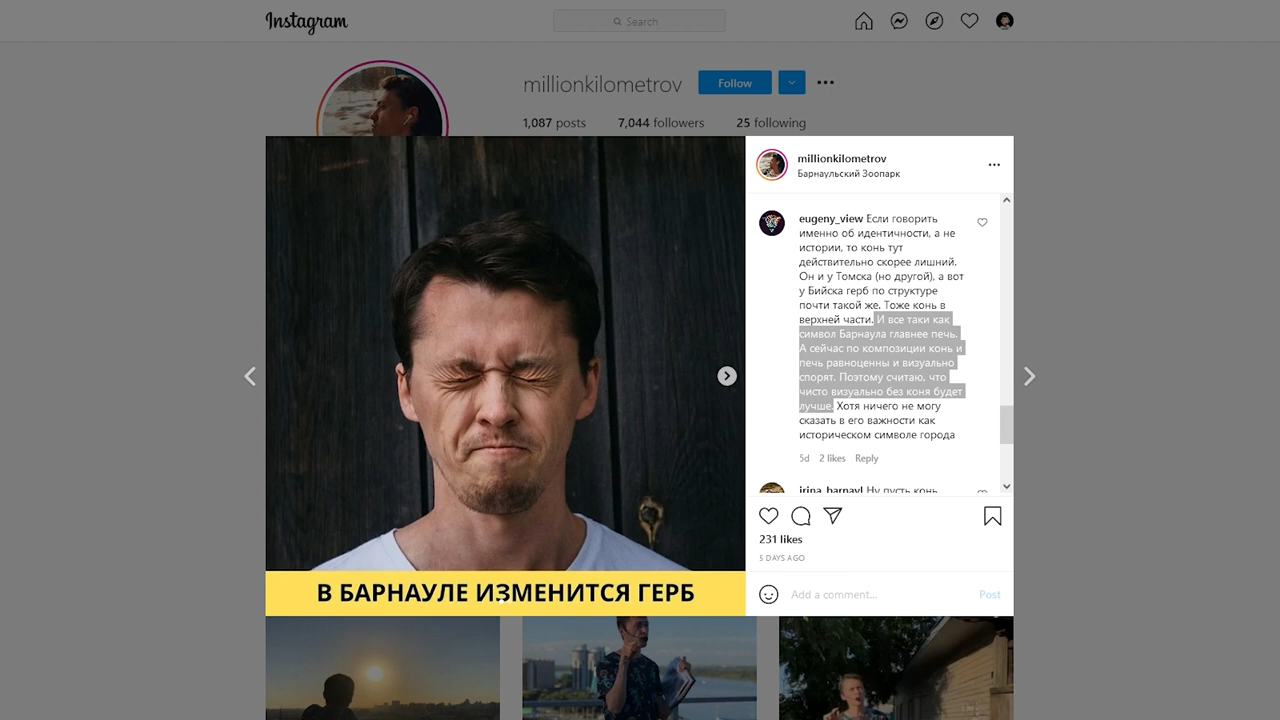 Instagram
Search
millionkilometrov
Follow
1,087 posts 7,044 followers 25 following
millionkilometrov
Барнаульский Зоопарк
eugeny_view Если говорить
именно об идентичности, а не
истории, то конь тут
действительно скорее лишний.
Он и у Томска (но другой), а вот
у Бийска герб по структуре
почти такой же. Тоже конь в
верхней части. И все таки как
символ Барнаула главнее печь.
А сейчас по композиции конь и
печь равноценны и визуально
спорят. Поэтому считаю, что
чисто визуально без коня будет
лучше. Хотя ничего не могу
сказать в его важности как
историческом символе города
5d 2 likes Reply
irina_barnayl Ну пусть конь
231 likes
5 DAYS AGO
Add a comment...
Post
В БАРНАУЛЕ ИЗМЕНИТСЯ ГЕРБ